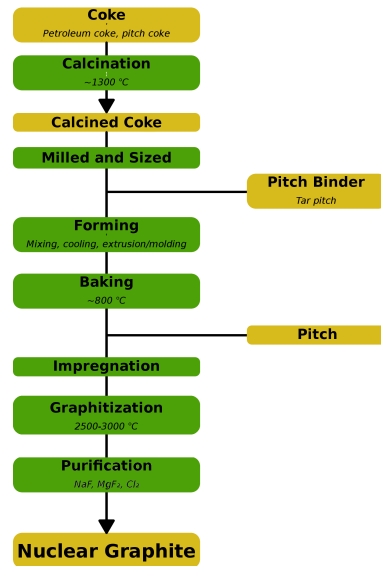 Coke
Petroleum coke, pitch coke
Calcination
~1300 ℃
Calcined Coke
Milled and Sized
Pitch Binder
Tar pitch
Forming
Mixing, cooling, extrusion/molding
Baking
~800 ℃
Pitch
Impregnation
Graphitization
2500-3000 ℃
Purification
NaF, MgF₂, Cl₂
Nuclear Graphite